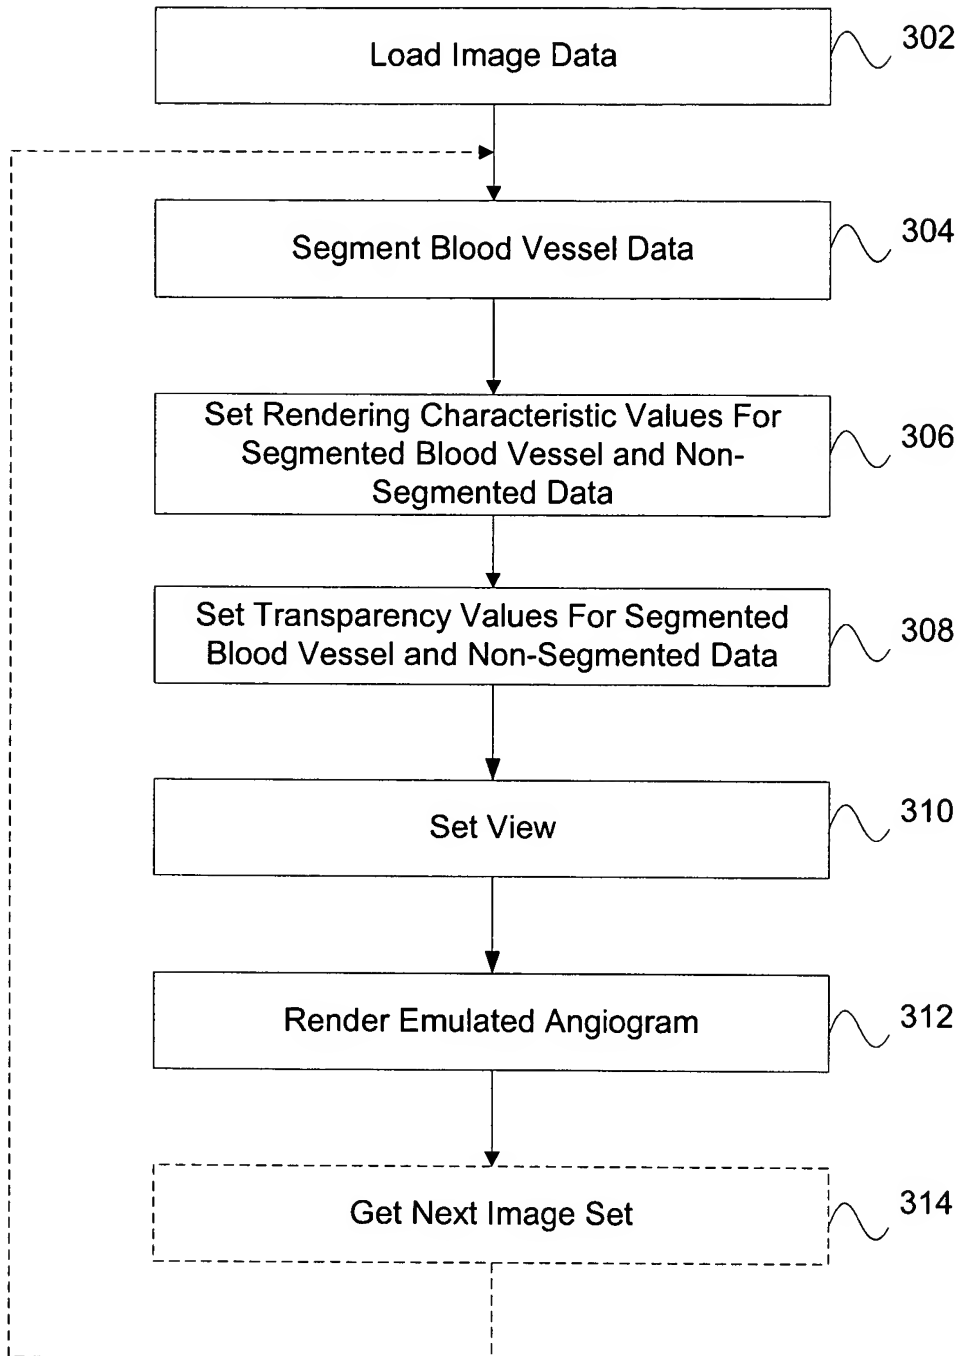 Load Image Data
302
Segment Blood Vessel Data
304
Set Rendering Characteristic Values For
Segmented Blood Vessel and Non-
Segmented Data
306
Set Transparency Values For Segmented
Blood Vessel and Non-Segmented Data
308
Set View
310
Render Emulated Angiogram
312
Get Next Image Set
314